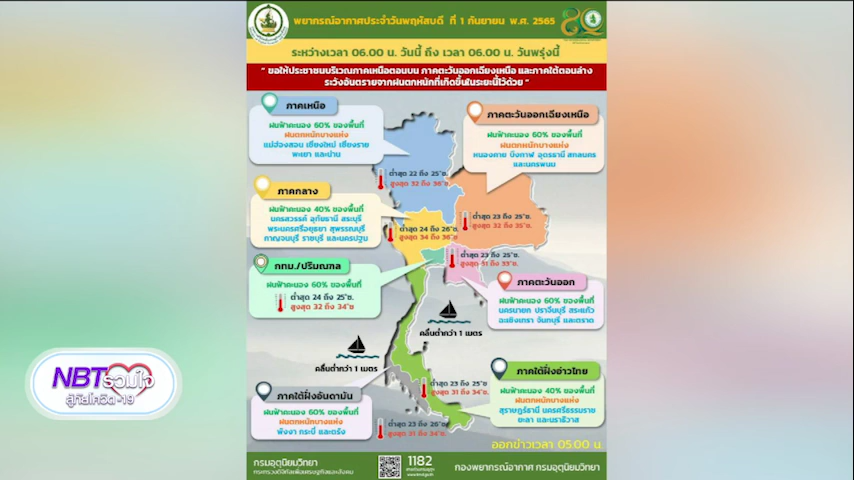 พยากรณ์อากาศประจำวันพฤหัสบดี ที่ 1 กันยายน พ.ศ. 2565
ระหว่างเวลา 06.00 น. วันนี้ ถึง เวลา 06.00 น. วันพรุ่งนี้
" ขอให้ประชาชนบริเวณภาคเหนือตอนบน ภาคตะวันออกเฉียงเหนือ และภาคใต้ตอนล่าง
ระวังอันตรายจากฝนตกหนักที่เกิดขึ้นในระยะนี้ไว้ด้วย "
ภาคเหนือ
ฝนฟ้าคะนอง 60% ของพื้นที่
ฝนตกหนักบางแห่ง
แม่ฮ่องสอน เชียงใหม่ เชียงราย
พะเยา และน่าน
ต่ำสุด 22 ถึง 25°ซ.
สูงสุด 32 ถึง 36°ซ.
ภาคตะวันออกเฉียงเหนือ
ฝนฟ้าคะนอง 60% ของพื้นที่
ฝนตกหนักบางแห่ง
หนองคาย บึงกาฬ อุดรธานี สกลนคร
และนครพนม
ต่ำสุด 23 ถึง 25°ซ.
สูงสุด 32 ถึง 35°ซ.
ภาคกลาง
ฝนฟ้าคะนอง 40% ของพื้นที่
นครสวรรค์ อุทัยธานี สระบุรี
พระนครศรีอยุธยา สุพรรณบุรี
กาญจนบุรี ราชบุรี และนครปฐม
ต่ำสุด 24 ถึง 26°ซ.
สูงสุด 34 ถึง 36°ซ
กทม./ปริมณฑล
ฝนฟ้าคะนอง 60% ของพื้นที่
ต่ำสุด 24 ถึง 25°ซ.
สูงสุด 32 ถึง 34°ซ
ต่ำสุด 23 ถึง 25°ซ.
สูงสุด 31 ถึง 33°ซ.
ภาคตะวันออก
ฝนฟ้าคะนอง 60% ของพื้นที่
นครนายก ปราจีนบุรี สระแก้ว
ฉะเชิงเทรา จันทบุรี และตราด
คลื่นต่ำกว่า 1 เมตร
คลื่นต่ำกว่า 1 เมตร
ภาคใต้ฝั่งอ่าวไทย
ฝนฟ้าคะนอง 40% ของพื้นที่
ฝนตกหนักบางแห่ง
สุราษฎร์ธานี นครศรีธรรมราช
ยะลา และนราธิวาส
ต่ำสุด 23 ถึง 25°ซ
สูงสุด 31 ถึง 34°ซ.
ภาคใต้ฝั่งอันดามัน
ฝนฟ้าคะนอง 60% ของพื้นที่
ฝนตกหนักบางแห่ง
พังงา กระบี่ และตรัง
ต่ำสุด 23 ถึง 26°ซ
สูงสุด 31 ถึง 34°ซ.
ออกข่าวเวลา 05:00 น.
กรมอุตุนิยมวิทยา
กระทรวงดิจิทัลเพื่อเศรษฐกิจและสังคม
1182
กองพยากรณ์อากาศ กรมอุตุนิยมวิทยา
NBT รวมใจ
สู้ภัยโควิด-19